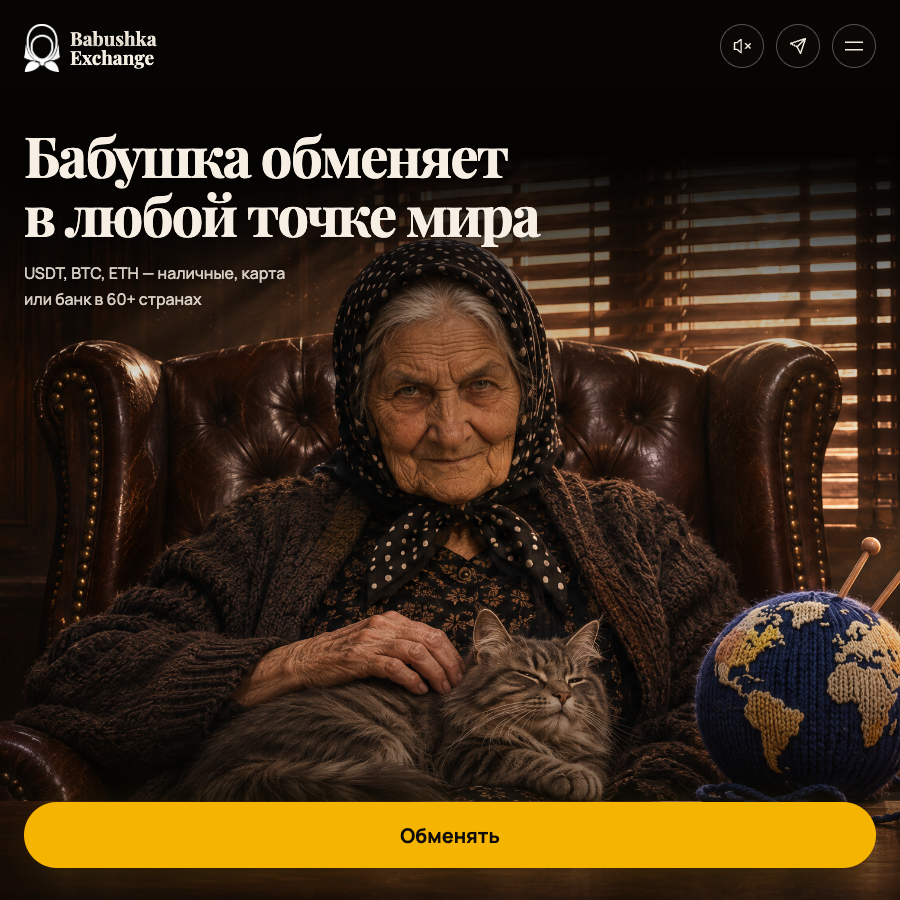 Babushka
Exchange
Бабушка обменяет
в любой точке мира
USDT, BTC, ETH — наличные, карта
или банк в 60+ странах
Обменять